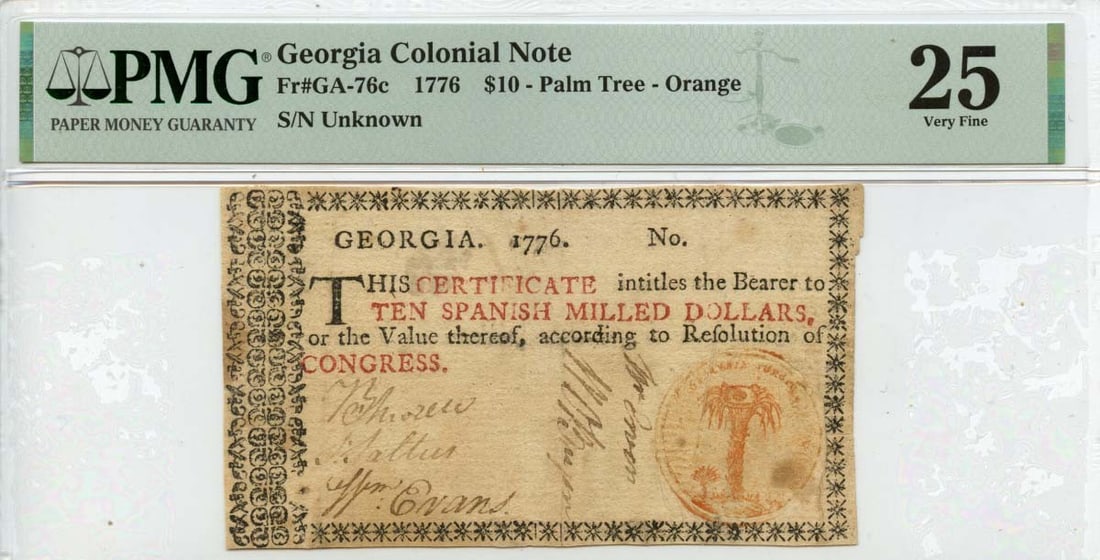 PMG®
PAPER MONEY GUARANTY
Georgia Colonial Note
Fr#GA-76c 1776 $10 - Palm Tree - Orange
S/N Unknown
25
Very Fine
GEORGIA. 1776. No.
THIS CERTIFICATE intitles the Bearer to
TEN SPANISH MILLED DOLLARS,
or the Value thereof, according to Reſolution of
CONGRESS.
Wm. Evans.